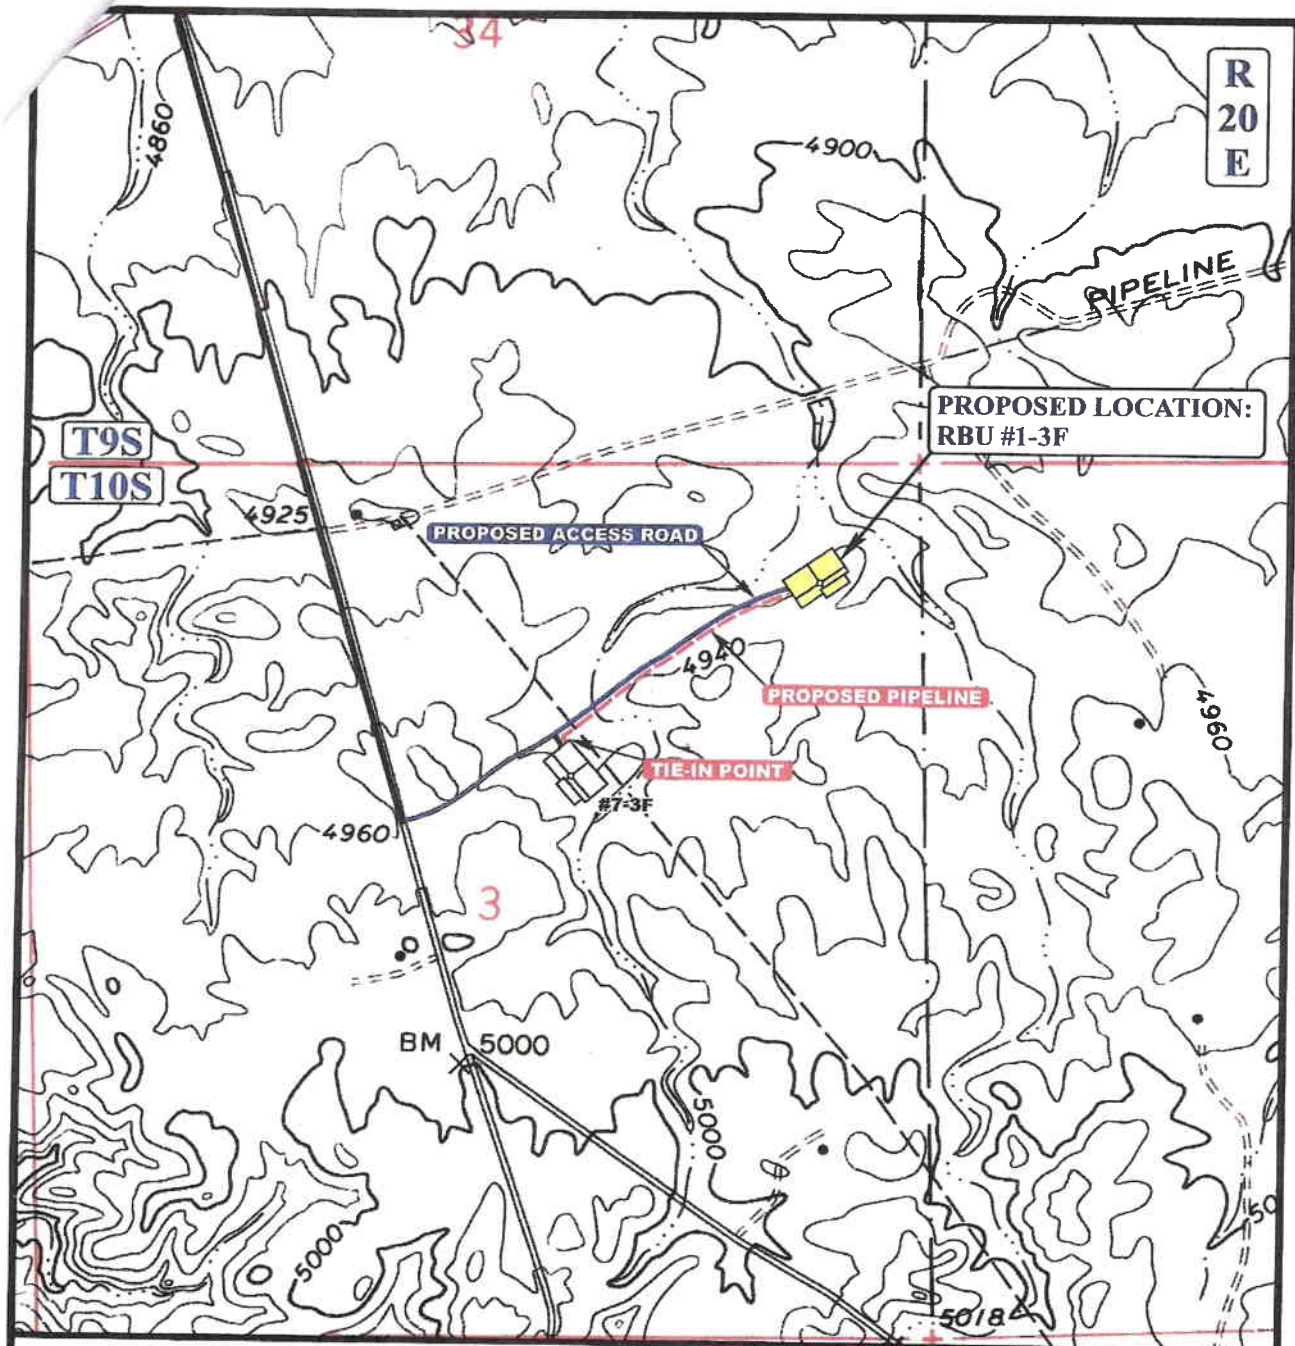 34
R
20
E
4860
4900
PIPELINE
PROPOSED LOCATION:
RBU #1-3F
T9S
T10S
4925
PROPOSED ACCESS ROAD
4940
PROPOSED PIPELINE
4960
TIE-IN POINT
#7-3F
4960
3
BM
5000
5000
5000
50
5018